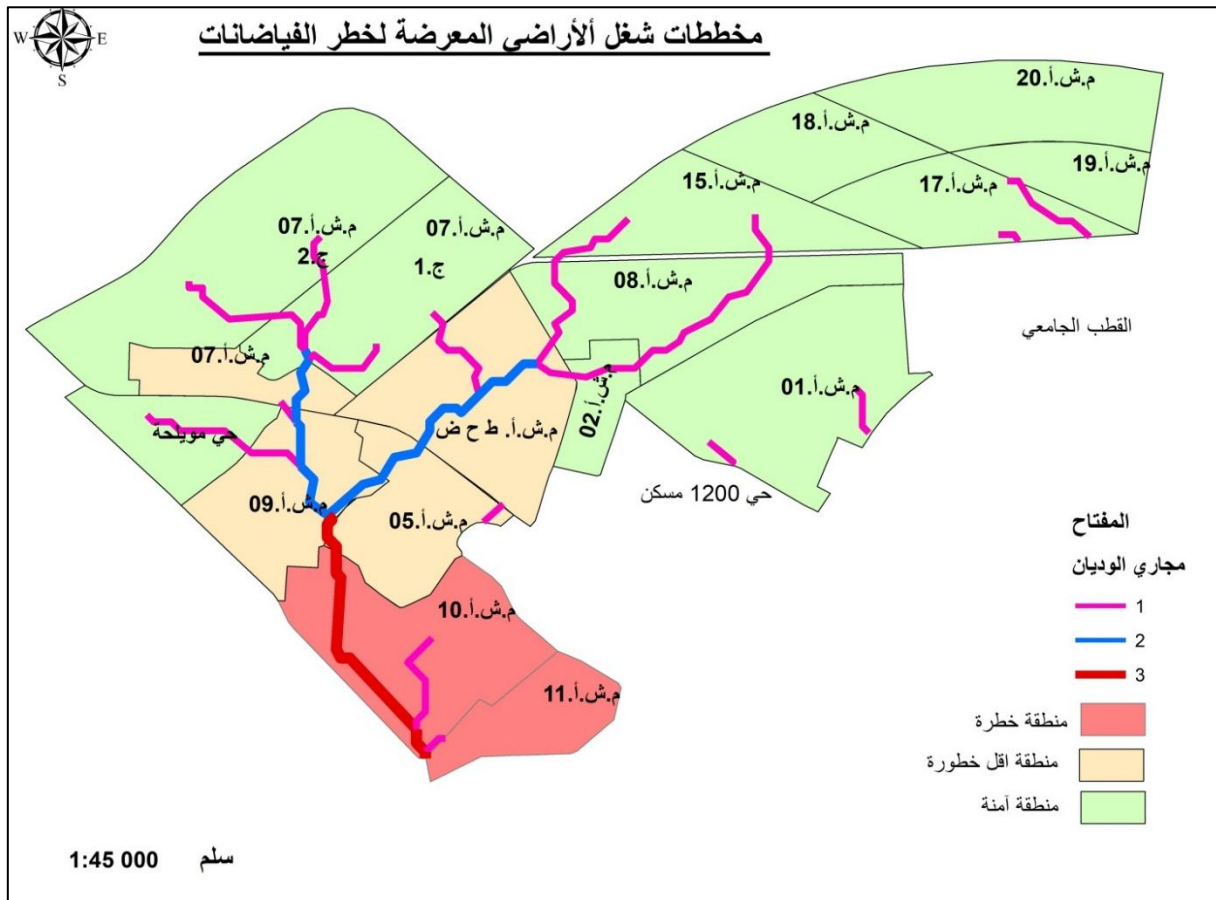 N
W E
S
مخططات شغل ألأراضي المعرضة لخطر الفياضانات
م.ش.أ.20
م.ش.أ.18
م.ش.أ.19
م.ش.أ.17
م.ش.أ.15
م.ش.أ.07
ج.2
م.ش.أ.07
ج.1
م.ش.أ.08
القطب الجامعي
م.ش.أ.07
م.ش.أ.02
م.ش.أ.01
حي مويلحة
م.ش.أ. ط ح ض
حي 1200 مسكن
م.ش.أ.09
م.ش.أ.05
م.ش.أ.10
م.ش.أ.11
المفتاح
مجاري الوديان
1
2
3
منطقة خطرة
منطقة اقل خطورة
منطقة آمنة
سلم 1:45 000